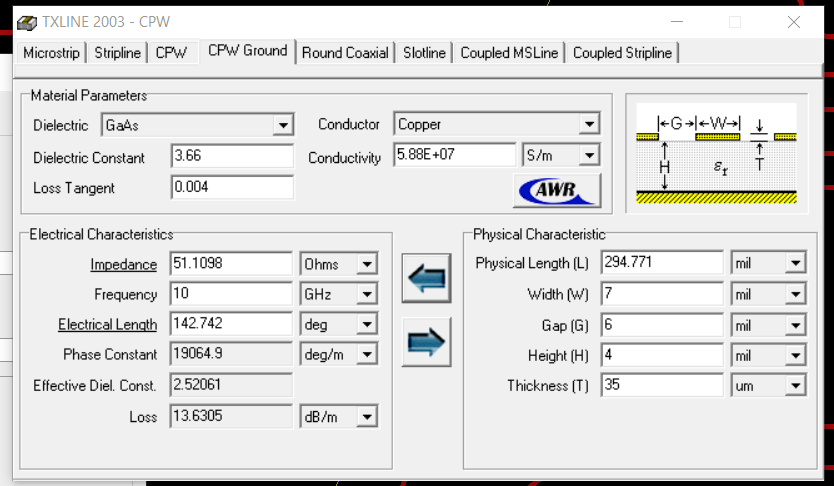 TXLINE 2003 - CPW
Microstrip Stripline CPW CPW Ground Round Coaxial Slotline Coupled MSLine Coupled Stripline
Material Parameters
Dielectric GaAs Conductor Copper
Dielectric Constant 3.66 Conductivity 5.88E+07 S/m
Loss Tangent 0.004 AWR
G W
H εr T
Electrical Characteristics
Impedance 51.1098 Ohms
Frequency 10 GHz
Electrical Length 142.742 deg
Phase Constant 19064.9 deg/m
Effective Diel. Const. 2.52061
Loss 13.6305 dB/m
Physical Characteristic
Physical Length (L) 294.771 mil
Width (W) 7 mil
Gap (G) 6 mil
Height (H) 4 mil
Thickness (T) 35 um